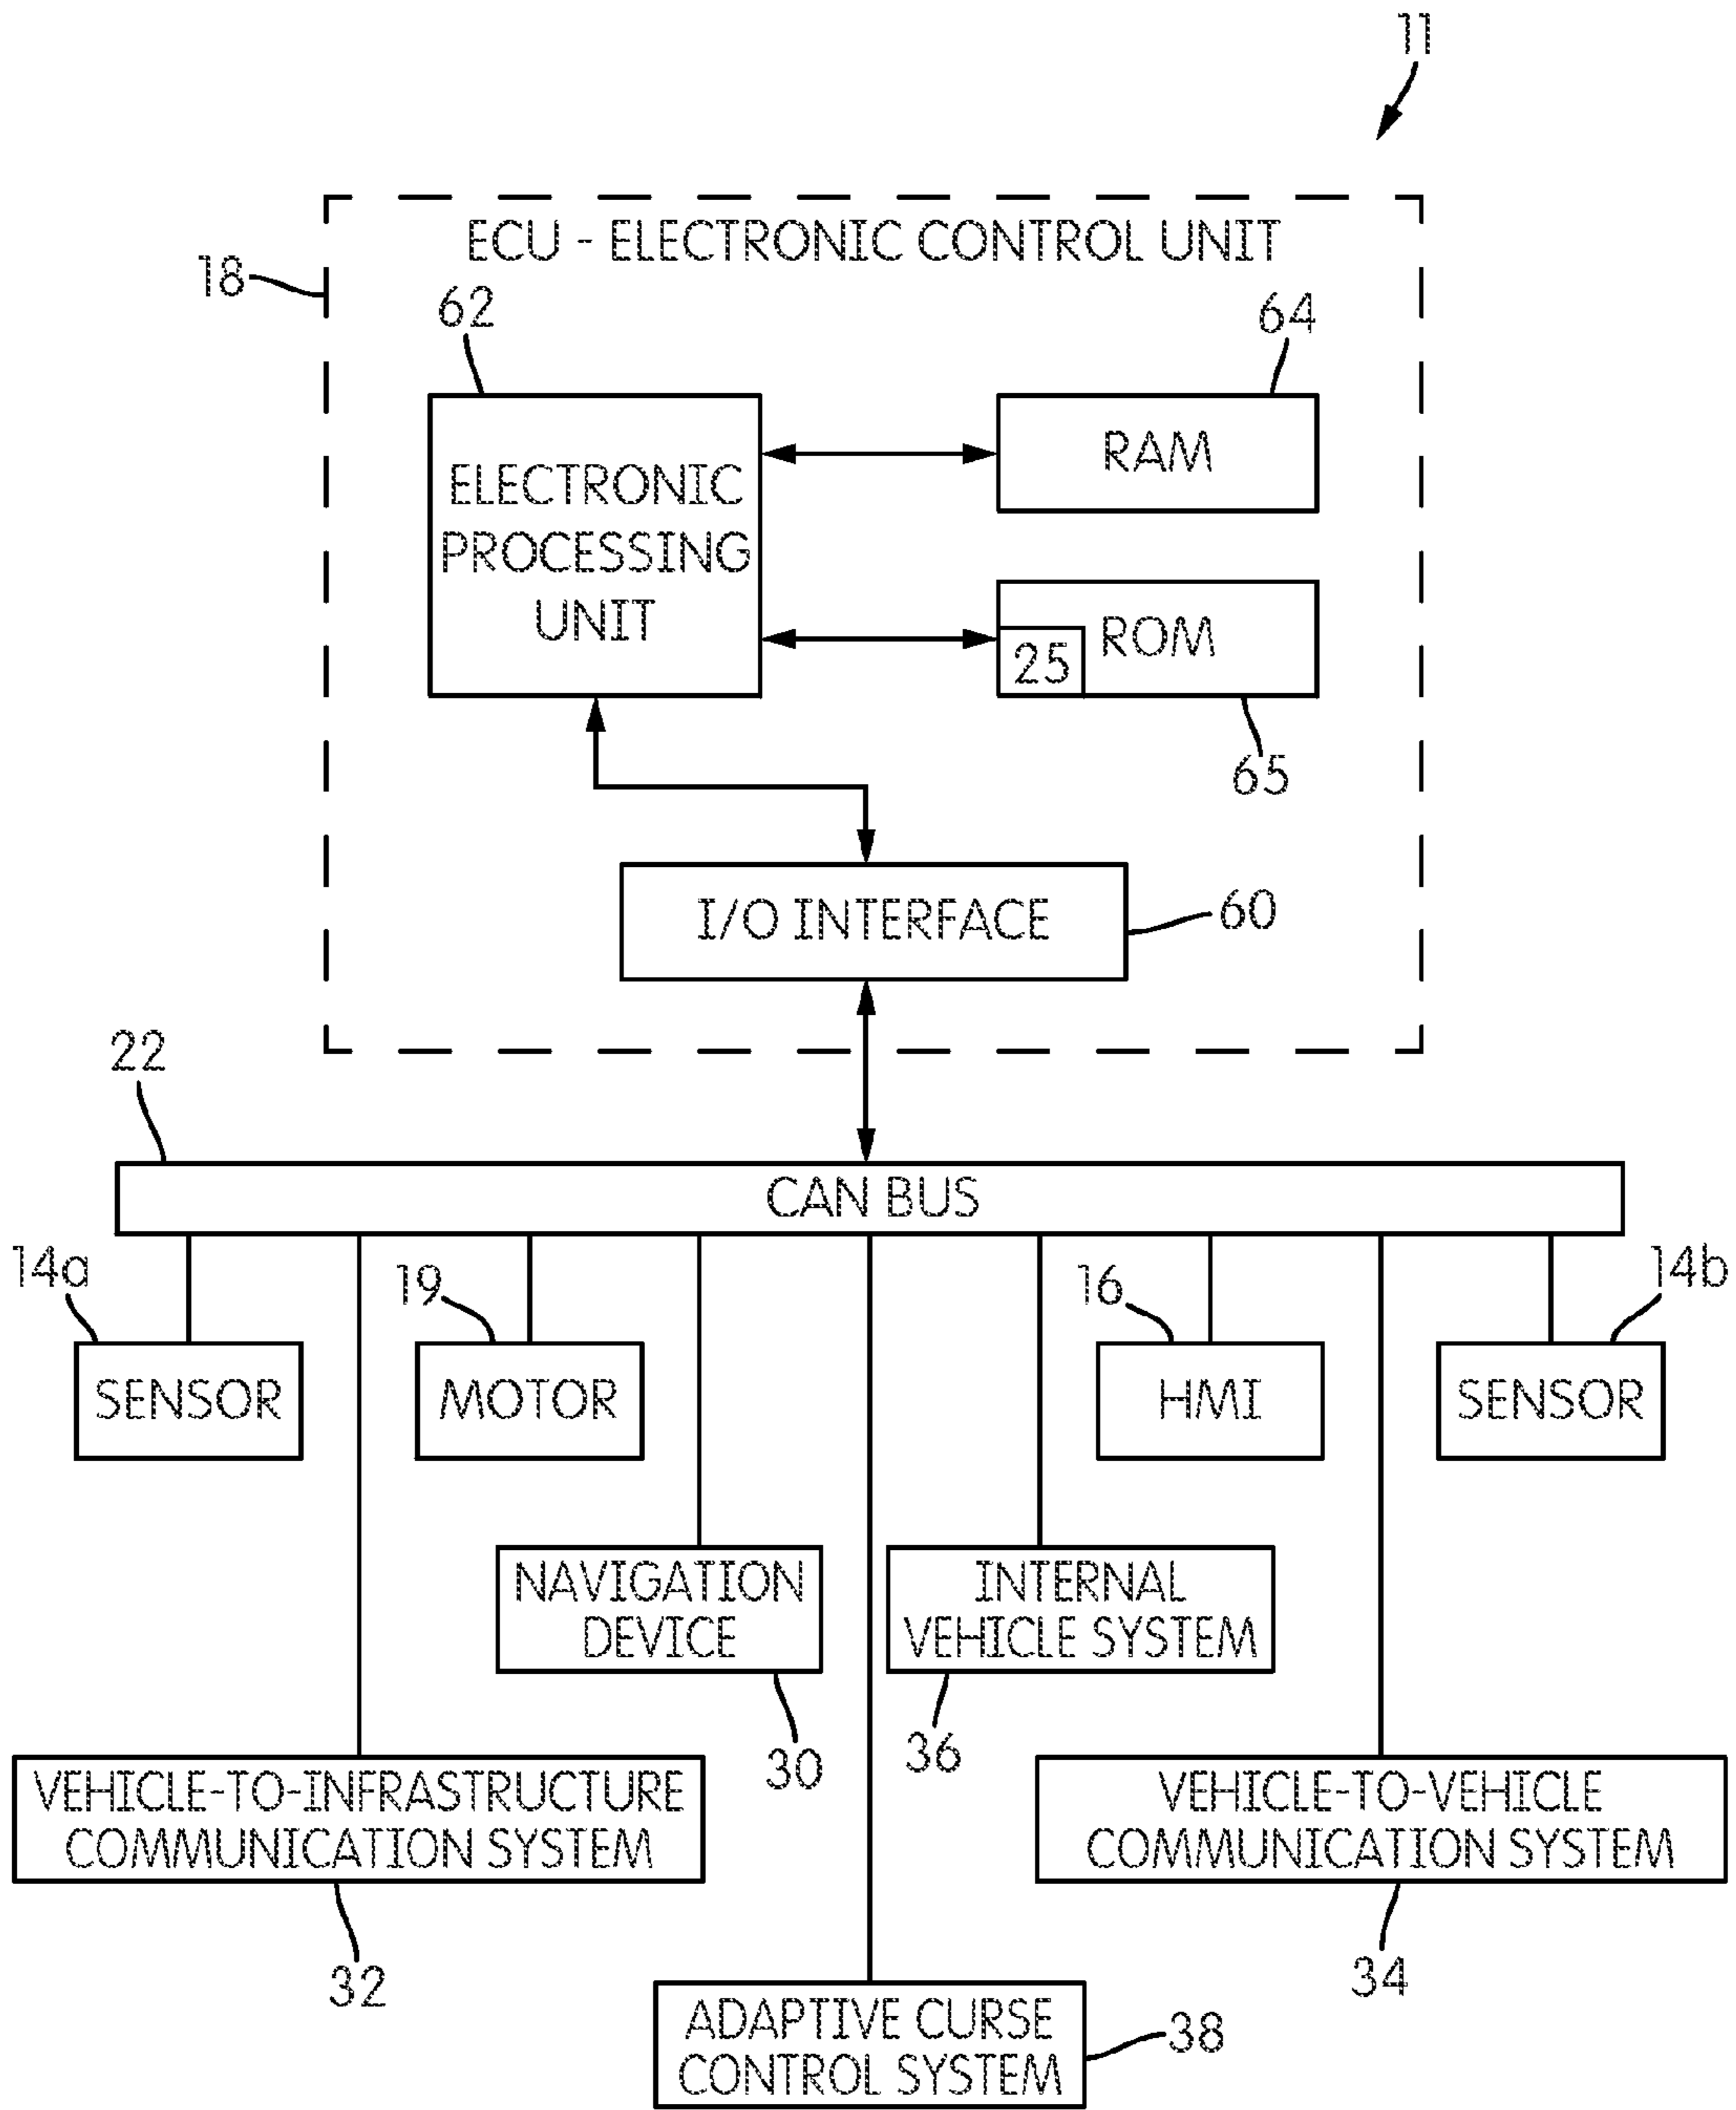 11
ECU - ELECTRONIC CONTROL UNIT
18
62
64
ELECTRONIC
PROCESSING
UNIT
RAM
ROM
25
65
I/O INTERFACE
60
22
CAN BUS
14a
19
16
14b
SENSOR
MOTOR
HMI
SENSOR
NAVIGATION
DEVICE
INTERNAL
VEHICLE SYSTEM
30
36
VEHICLE-TO-INFRASTRUCTURE
COMMUNICATION SYSTEM
VEHICLE-TO-VEHICLE
COMMUNICATION SYSTEM
32
34
ADAPTIVE CURSE
CONTROL SYSTEM
38